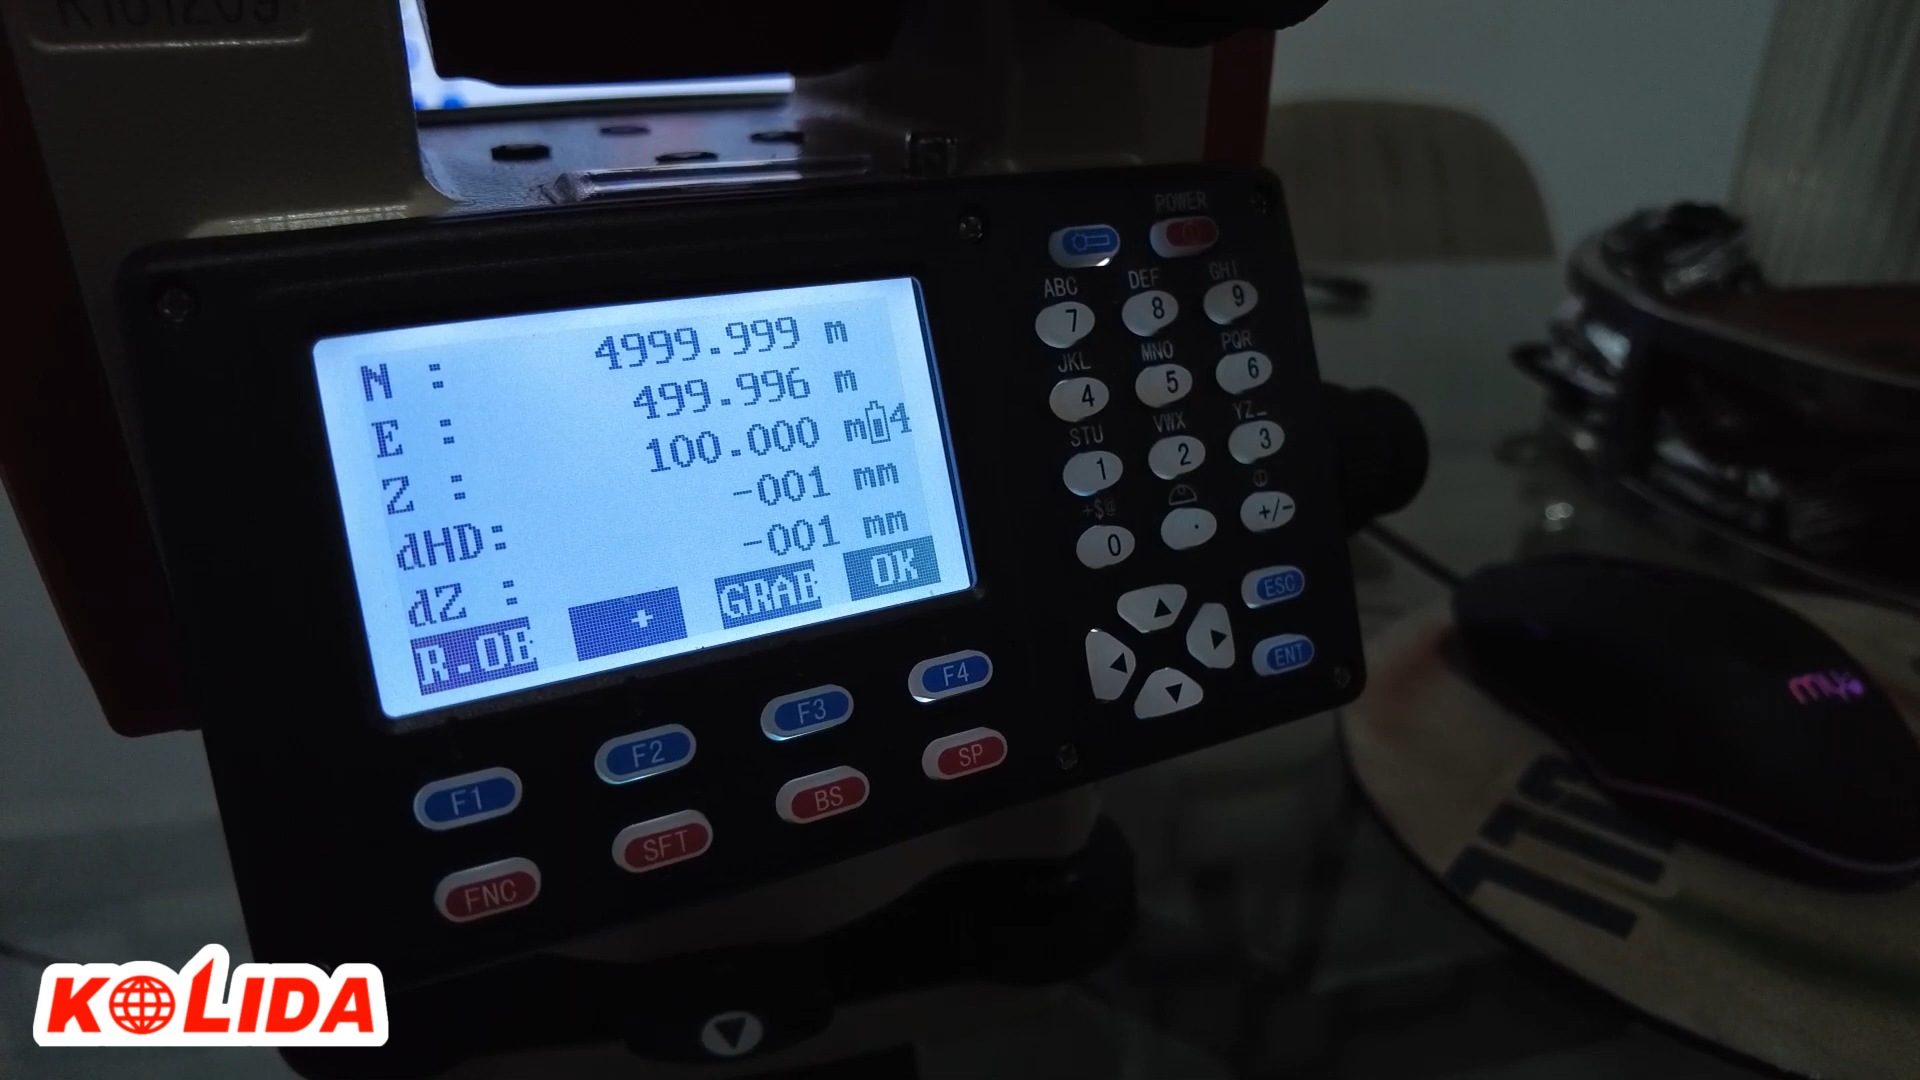 N : 4999.999 m
E : 499.996 m
Z : 100.000 m 4
dHD: -001 mm
dZ : -001 mm
R.OB + GRAB OK
F1 F2 F3 F4
FNC SFT BS SP
POWER
ABC DEF GHI
7 8 9
JKL MNO PQR
4 5 6
STU VWX YZ_
1 2 3
+$@
0 . +/-
ESC
ENT
KOLIDA